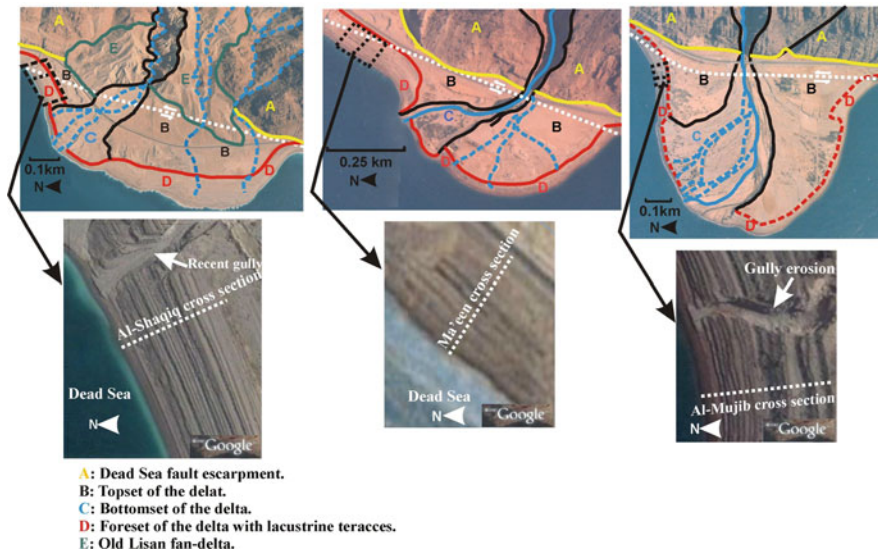 A
E
E
A
D
B
C
B
B
D
D
0.1km
N
A
A
D
B
C
B
D
D
0.25 km
N
A
A
D
B
B
D
C
D
0.1km
N
Recent gully
Al-Shaqiq cross section
Dead Sea
N
Google
Ma'een cross section
Dead Sea
N
Google
Gully erosion
Al-Mujib cross section
N
Google
A: Dead Sea fault escarpment.
B: Topset of the delat.
C: Bottomset of the delta.
D: Foreset of the delta with lacustrine teracces.
E: Old Lisan fan-delta.